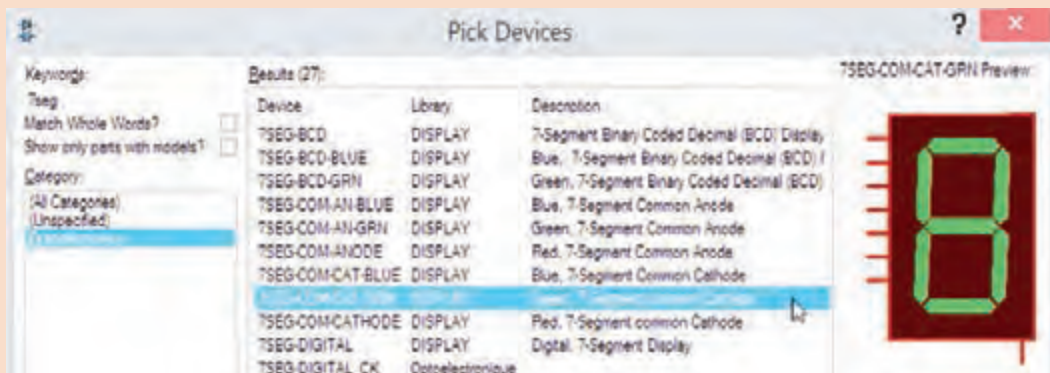 Pick Devices
?
×
Keywords:
7seg
Match Whole Words?
Show only parts with models?
Category:
(All Categories)
(Unspecified)
Results (27):
Device Library Description
7SEG-BCD DISPLAY 7-Segment Binary Coded Decimal (BCD) Display
7SEG-BCD-BLUE DISPLAY Blue, 7-Segment Binary Coded Decimal (BCD)
7SEG-BCD-GRN DISPLAY Green, 7-Segment Binary Coded Decimal (BCD)
7SEG-COM-AN-BLUE DISPLAY Blue, 7-Segment Common Anode
7SEG-COM-AN-GRN DISPLAY Green, 7-Segment Common Anode
7SEG-COM-ANODE DISPLAY Red, 7-Segment Common Anode
7SEG-COM-CAT-BLUE DISPLAY Blue, 7-Segment Common Cathode
7SEG-COM-CATHODE DISPLAY Red, 7-Segment common Cathode
7SEG-DIGITAL DISPLAY Digital, 7-Segment Display
7SEG-DIGITAL_CK Optoelectronique
7SEG-COM-CAT-GRN Preview: